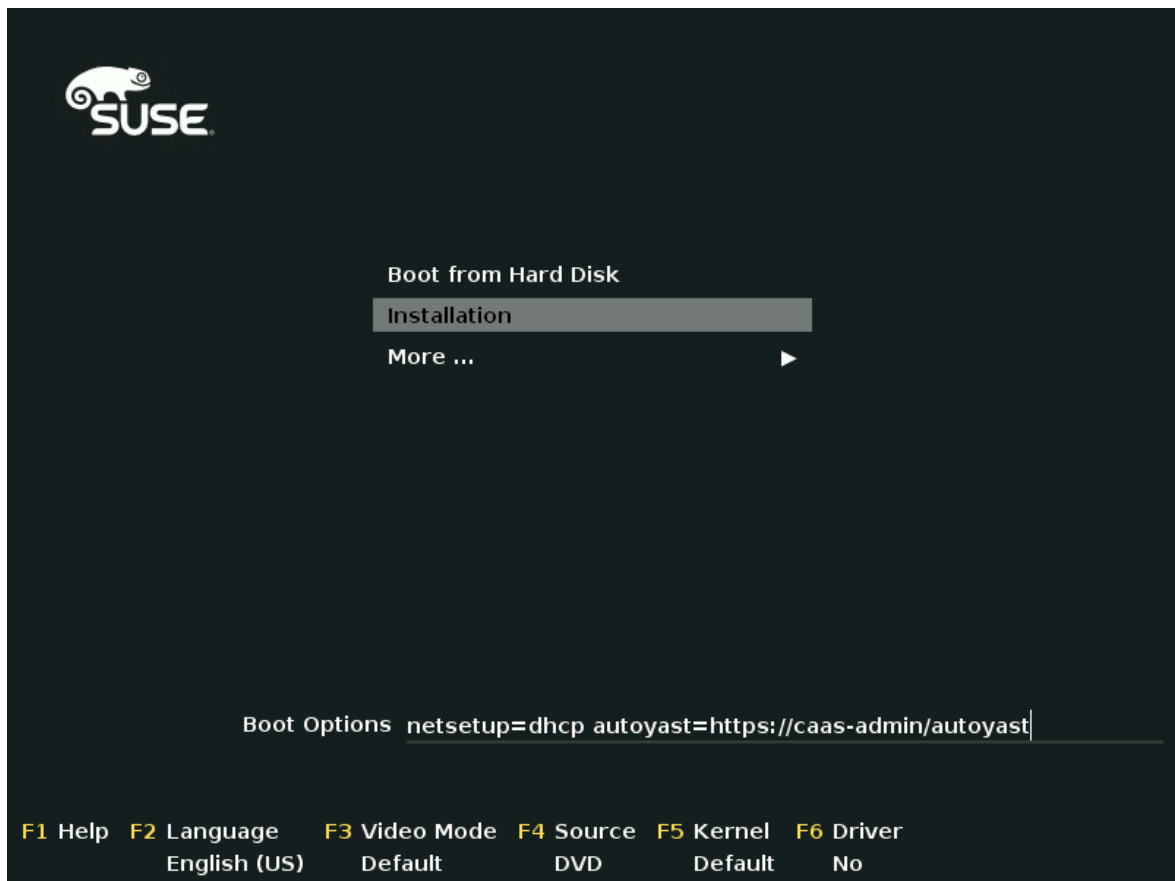 SUSE
Boot from Hard Disk
Installation
More ...
Boot Options netsetup=dhcp autoyast=https://caas-admin/autoyast
F1 Help F2 Language F3 Video Mode F4 Source F5 Kernel F6 Driver
English (US) Default DVD Default No